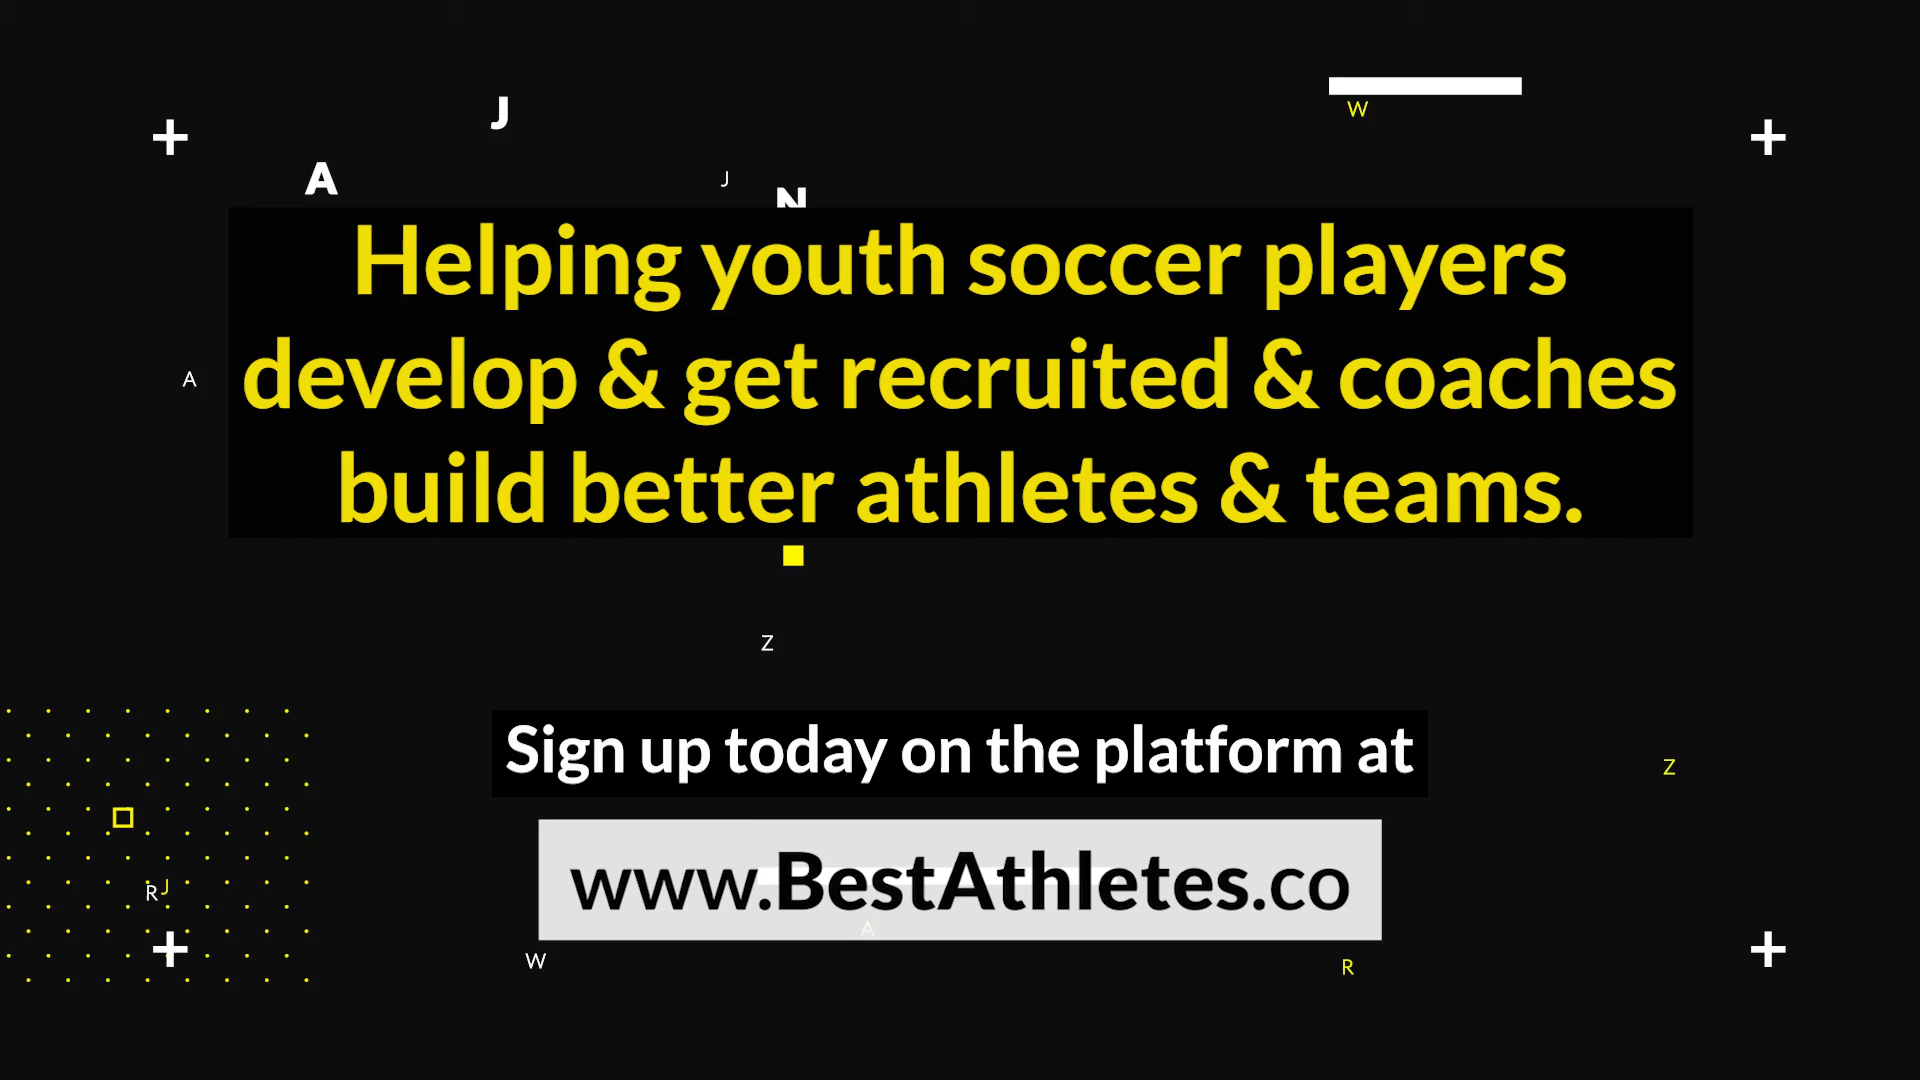 J
W
A
J
N
Helping youth soccer players
A
develop & get recruited & coaches
build better athletes & teams.
Z
Sign up today on the platform at
Z
www.BestAthletes.co
R J
A
W
R